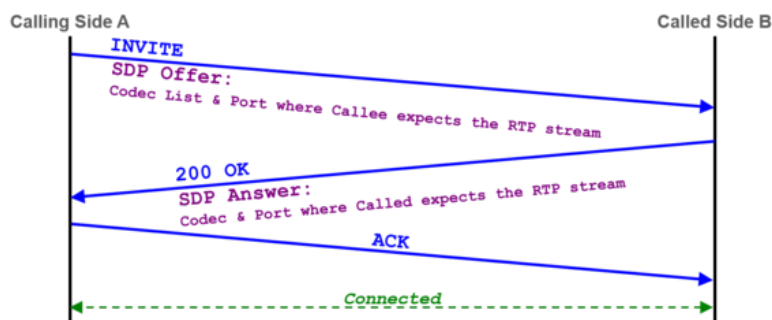 Calling Side A
Called Side B
INVITE
SDP Offer:
Codec List & Port where Callee expects the RTP stream
200 OK
SDP Answer:
Codec & Port where Called expects the RTP stream
ACK
Connected